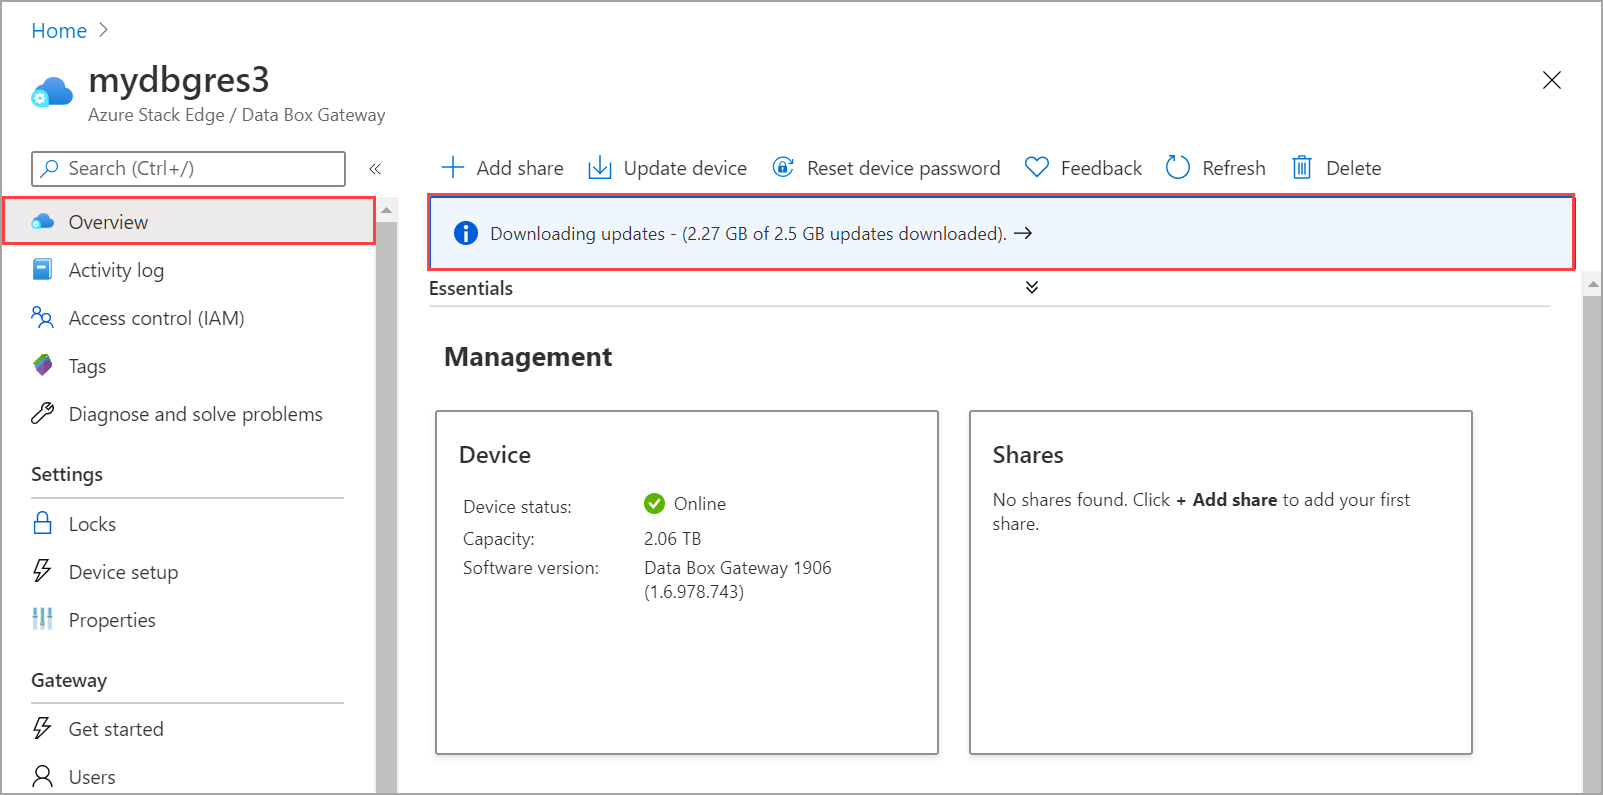 Home
mydbgres3
Azure Stack Edge / Data Box Gateway
Search (Ctrl+/)
Add share
Update device
Reset device password
Feedback
Refresh
Delete
Overview
Activity log
Access control (IAM)
Tags
Diagnose and solve problems
Settings
Locks
Device setup
Properties
Gateway
Get started
Users
Downloading updates - (2.27 GB of 2.5 GB updates downloaded). →
Essentials
Management
Device
Device status: Online
Capacity: 2.06 TB
Software version: Data Box Gateway 1906
(1.6.978.743)
Shares
No shares found. Click + Add share to add your first
share.